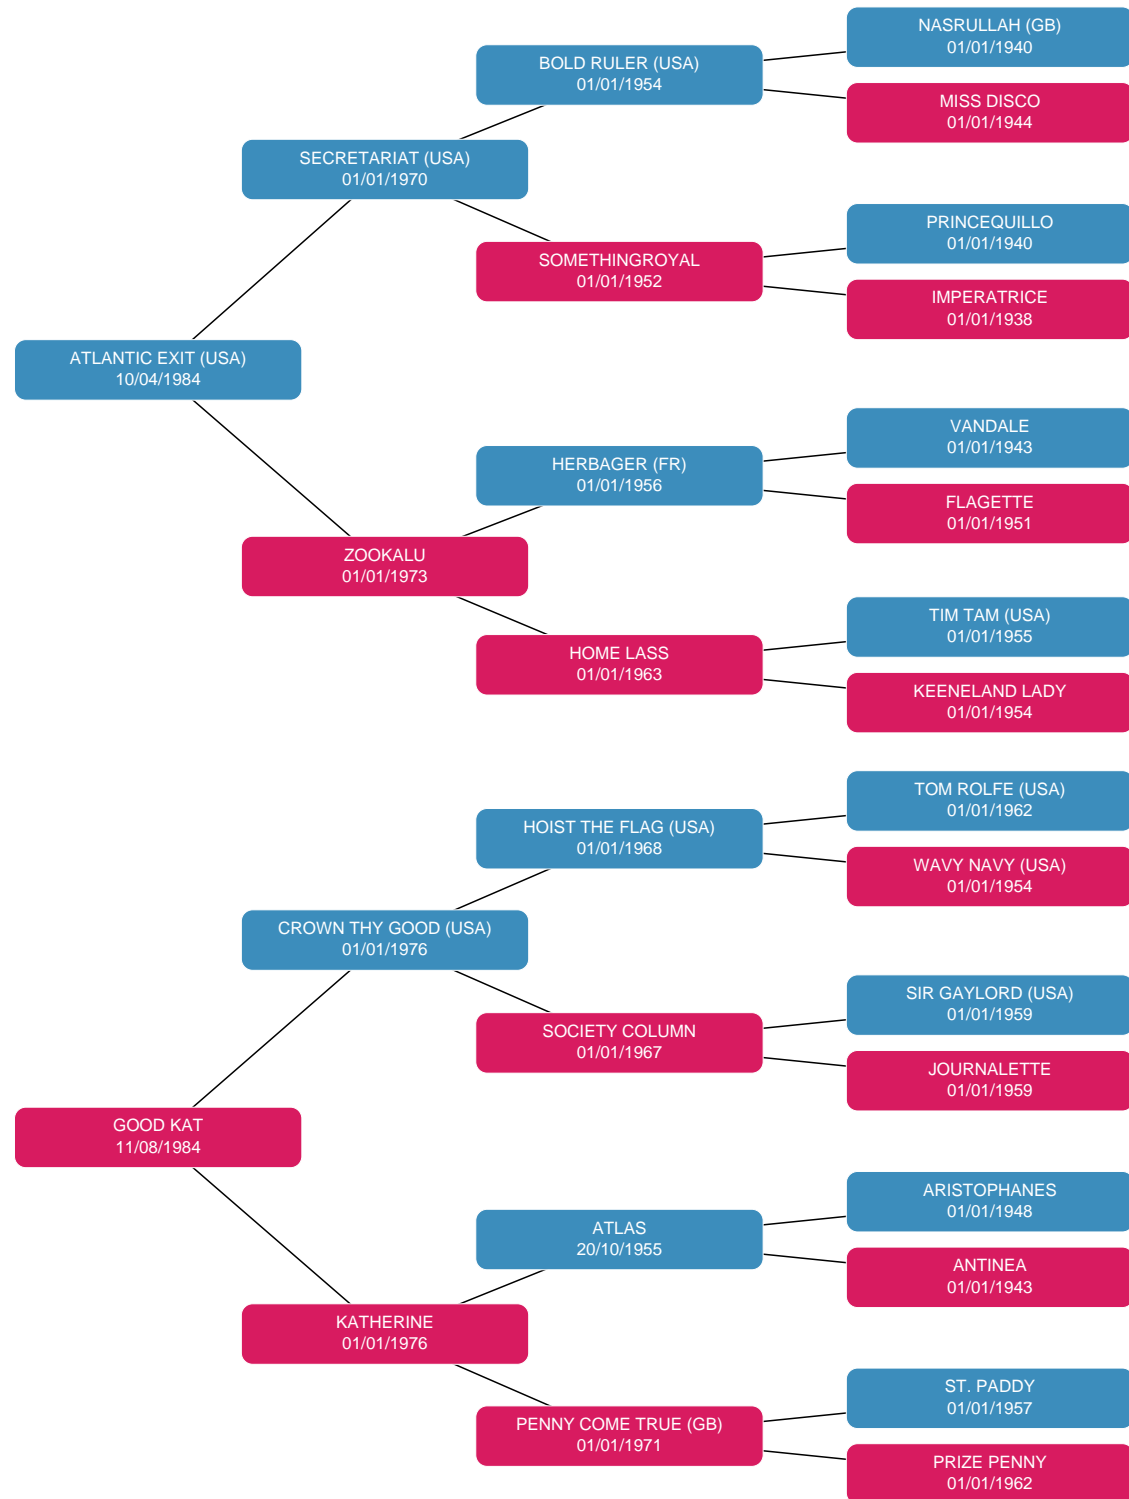 NASRULLAH (GB)
01/01/1940
BOLD RULER (USA)
01/01/1954
MISS DISCO
01/01/1944
SECRETARIAT (USA)
01/01/1970
PRINCEQUILLO
01/01/1940
SOMETHINGROYAL
01/01/1952
IMPERATRICE
01/01/1938
ATLANTIC EXIT (USA)
10/04/1984
VANDALE
01/01/1943
HERBAGER (FR)
01/01/1956
FLAGETTE
01/01/1951
ZOOKALU
01/01/1973
TIM TAM (USA)
01/01/1955
HOME LASS
01/01/1963
KEENELAND LADY
01/01/1954
TOM ROLFE (USA)
01/01/1962
HOIST THE FLAG (USA)
01/01/1968
WAVY NAVY (USA)
01/01/1954
CROWN THY GOOD (USA)
01/01/1976
SIR GAYLORD (USA)
01/01/1959
SOCIETY COLUMN
01/01/1967
JOURNALETTE
01/01/1959
GOOD KAT
11/08/1984
ARISTOPHANES
01/01/1948
ATLAS
20/10/1955
ANTINEA
01/01/1943
KATHERINE
01/01/1976
ST. PADDY
01/01/1957
PENNY COME TRUE (GB)
01/01/1971
PRIZE PENNY
01/01/1962